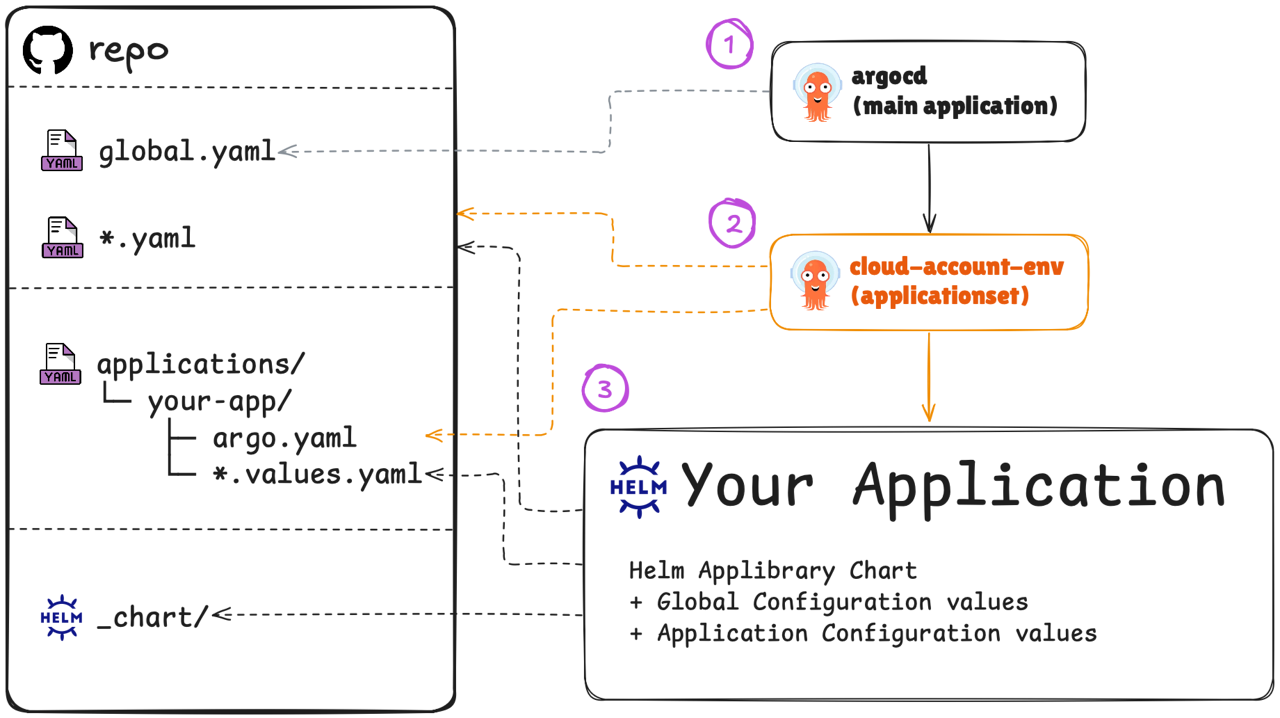 repo
YAML
global.yaml
YAML
*.yaml
YAML
applications/
your-app/
argo.yaml
*.values.yaml
HELM
_chart/
1
argocd
(main application)
2
cloud-account-env
(applicationset)
3
HELM
Your Application
Helm Applibrary Chart
+ Global Configuration values
+ Application Configuration values